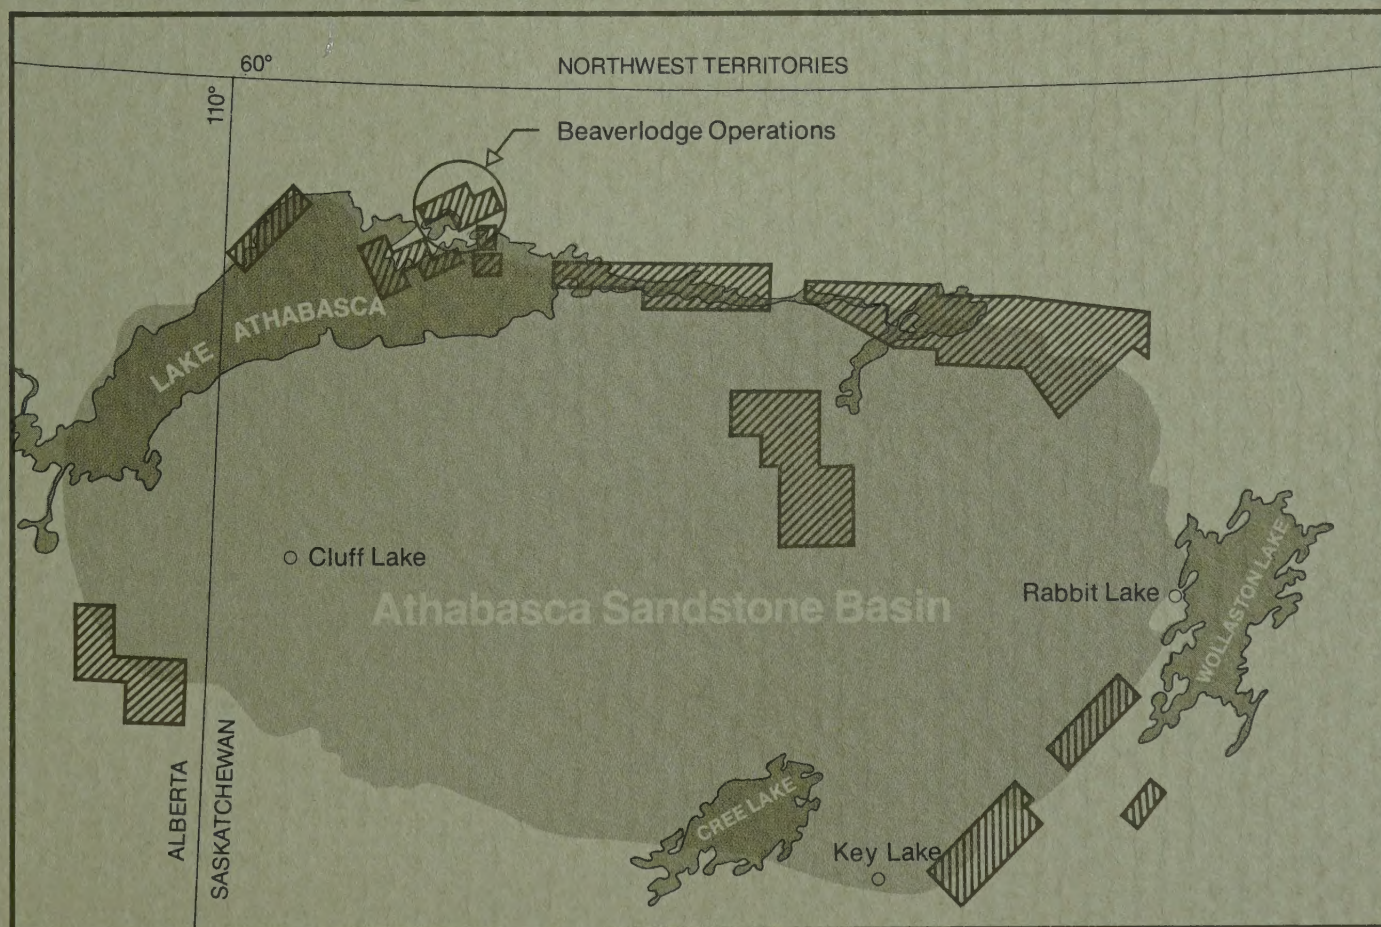 60°
NORTHWEST TERRITORIES
110°
Beaverlodge Operations
LAKE ATHABASCA
Cluff Lake
Athabasca Sandstone Basin
Rabbit Lake
WOLLASTON LAKE
ALBERTA
SASKATCHEWAN
CREE LAKE
Key Lake